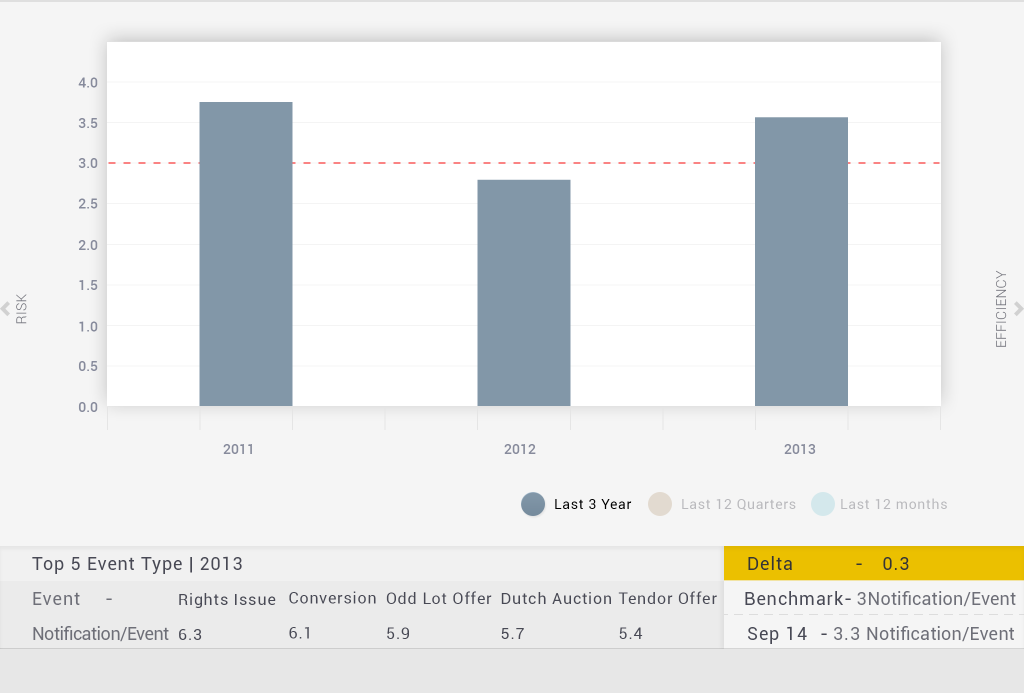 4.0
3.5
3.0
2.5
2.0
1.5
1.0
0.5
0.0
RISK
EFFICIENCY
2011 2012 2013
Last 3 Year Last 12 Quarters Last 12 months
Top 5 Event Type | 2013
Event - Rights Issue Conversion Odd Lot Offer Dutch Auction Tendor Offer
Notification/Event 6.3 6.1 5.9 5.7 5.4
Delta - 0.3
Benchmark- 3Notification/Event
Sep 14 - 3.3 Notification/Event